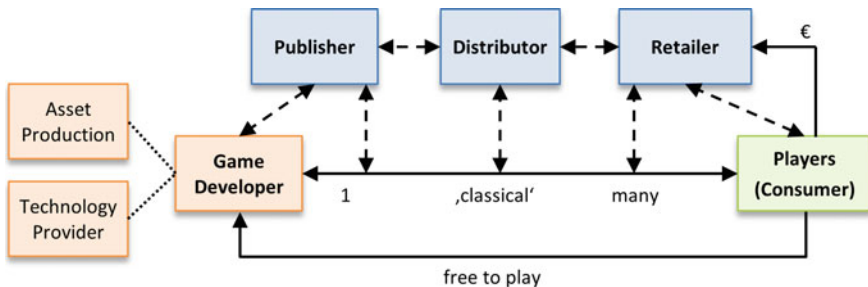 Publisher
Distributor
Retailer
€
Asset
Production
Game
Developer
Players
(Consumer)
1
‚classical‘
many
Technology
Provider
free to play